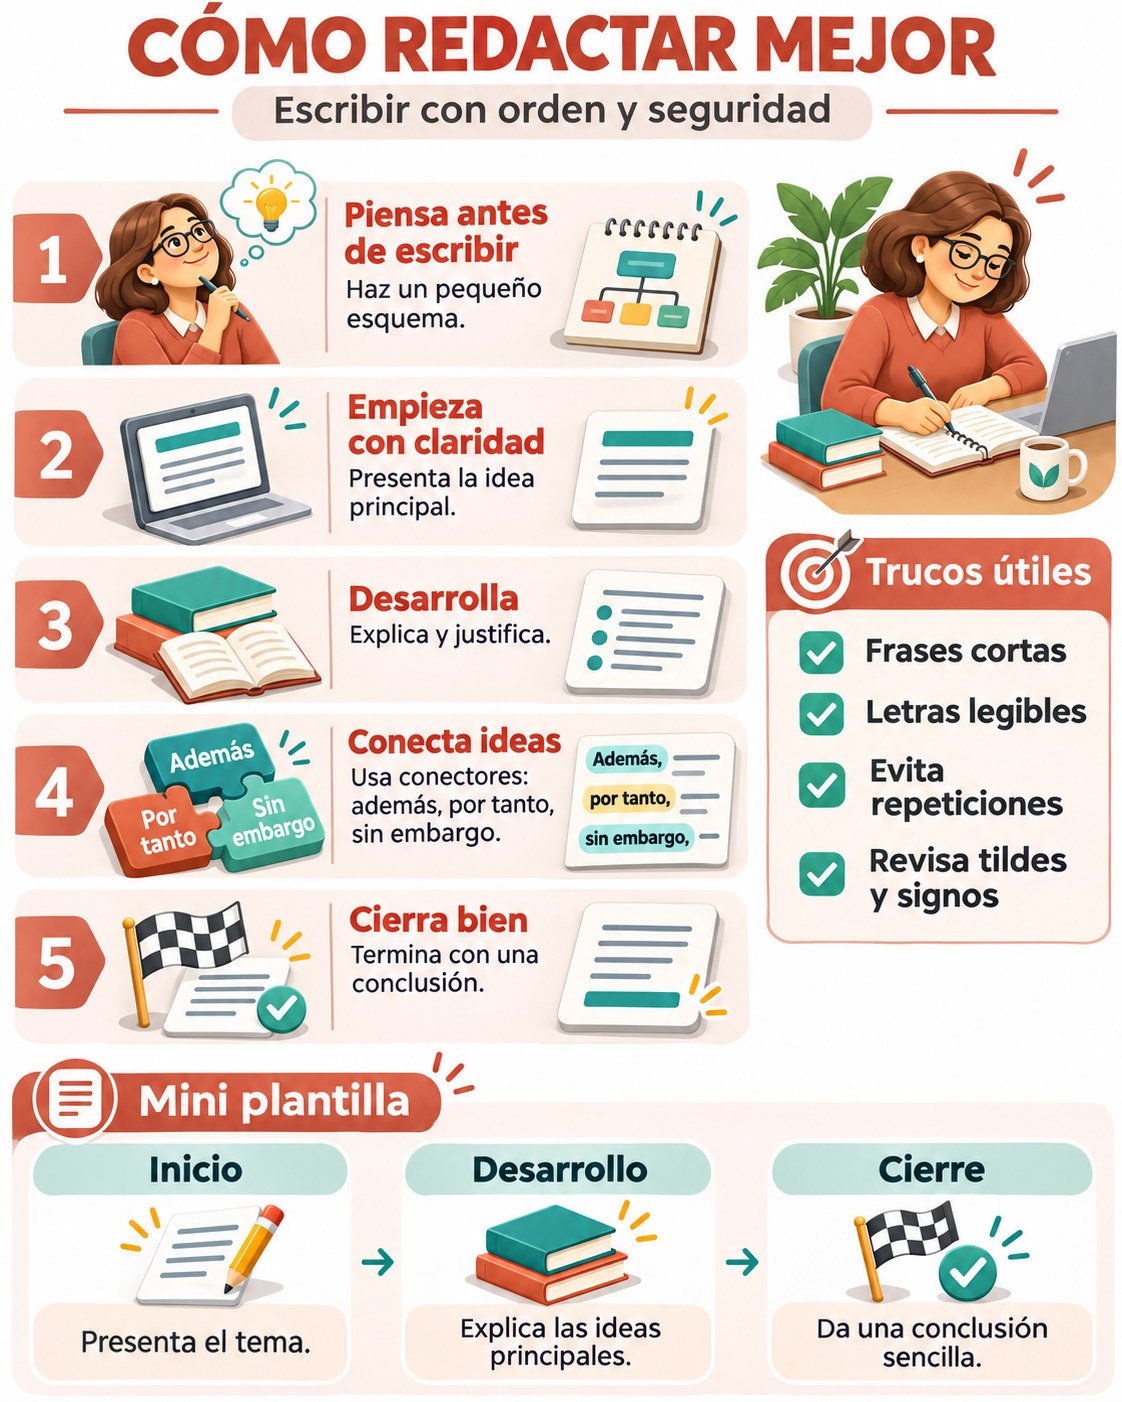 CÓMO REDACTAR MEJOR
Escribir con orden y seguridad
1
Piensa antes
de escribir
Haz un pequeño
esquema.
2
Empieza
con claridad
Presenta la idea
principal.
3
Desarrolla
Explica y justifica.
4
Además
Por
tanto
Sin
embargo
Conecta ideas
Usa conectores:
además, por tanto,
sin embargo.
Además,
por tanto,
sin embargo,
5
Cierra bien
Termina con una
conclusión.
Trucos útiles
Frases cortas
Letras legibles
Evita
repeticiones
Revisa tildes
y signos
Mini plantilla
Inicio
Presenta el tema.
Desarrollo
Explica las ideas
principales.
Cierre
Da una conclusión
sencilla.